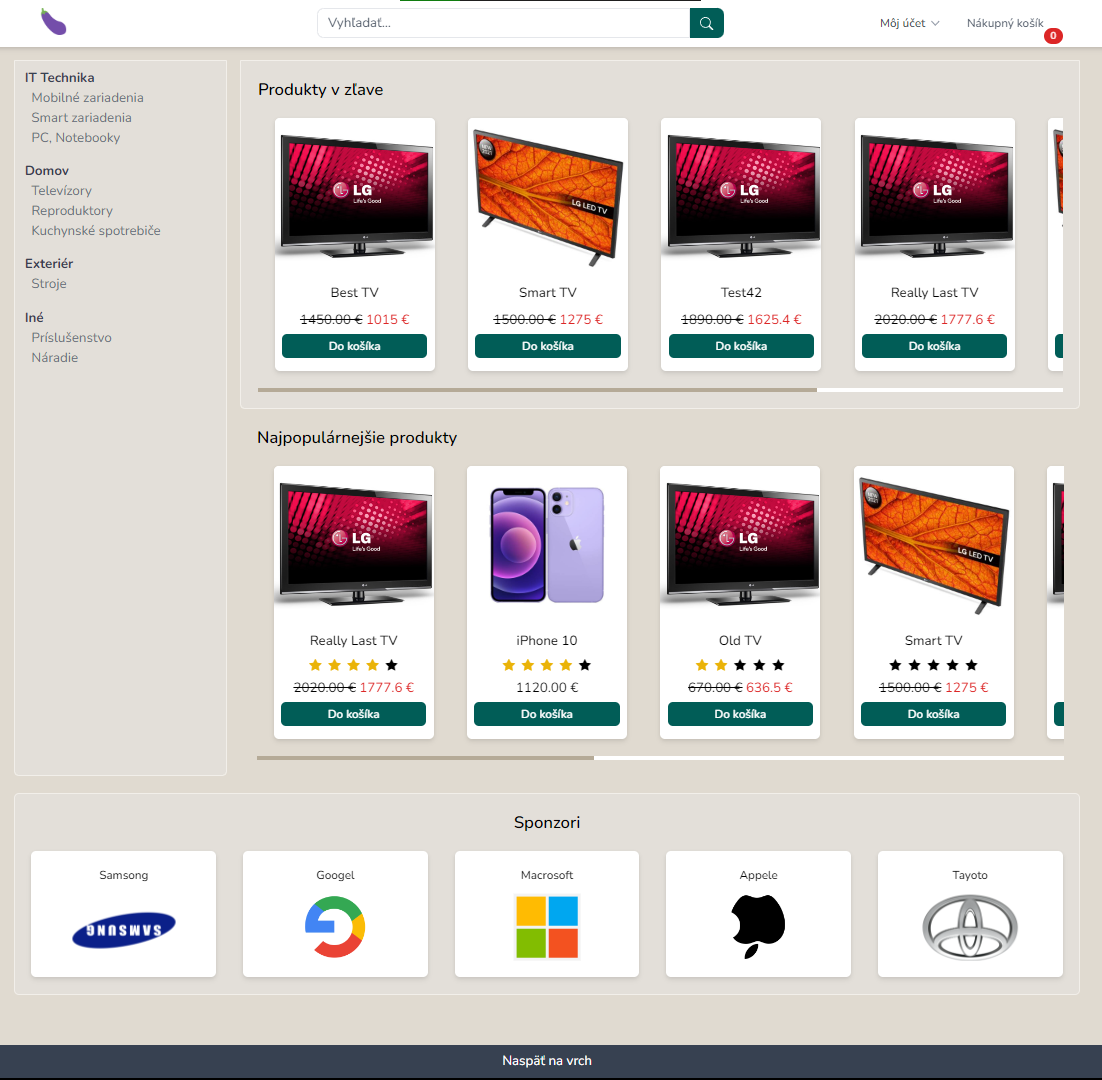 Vyhľadať...
Môj účet
Nákupný košík
0
IT Technika
Mobilné zariadenia
Smart zariadenia
PC, Notebooky
Domov
Televízory
Reproduktory
Kuchynské spotrebiče
Exteriér
Stroje
Iné
Príslušenstvo
Náradie
Produkty v zľave
LG
Life's Good
Best TV
1450.00 € 1015 €
Do košíka
LG LED TV
Smart TV
1500.00 € 1275 €
Do košíka
LG
Life's Good
Test42
1890.00 € 1625.4 €
Do košíka
LG
Life's Good
Really Last TV
2020.00 € 1777.6 €
Do košíka
Najpopulárnejšie produkty
LG
Life's Good
Really Last TV
2020.00 € 1777.6 €
Do košíka
iPhone 10
1120.00 €
Do košíka
LG
Life's Good
Old TV
670.00 € 636.5 €
Do košíka
LG LED TV
Smart TV
1500.00 € 1275 €
Do košíka
Sponzori
Samsong
SAMSUNG
Googel
Macrosoft
Appele
Tayoto
Naspäť na vrch